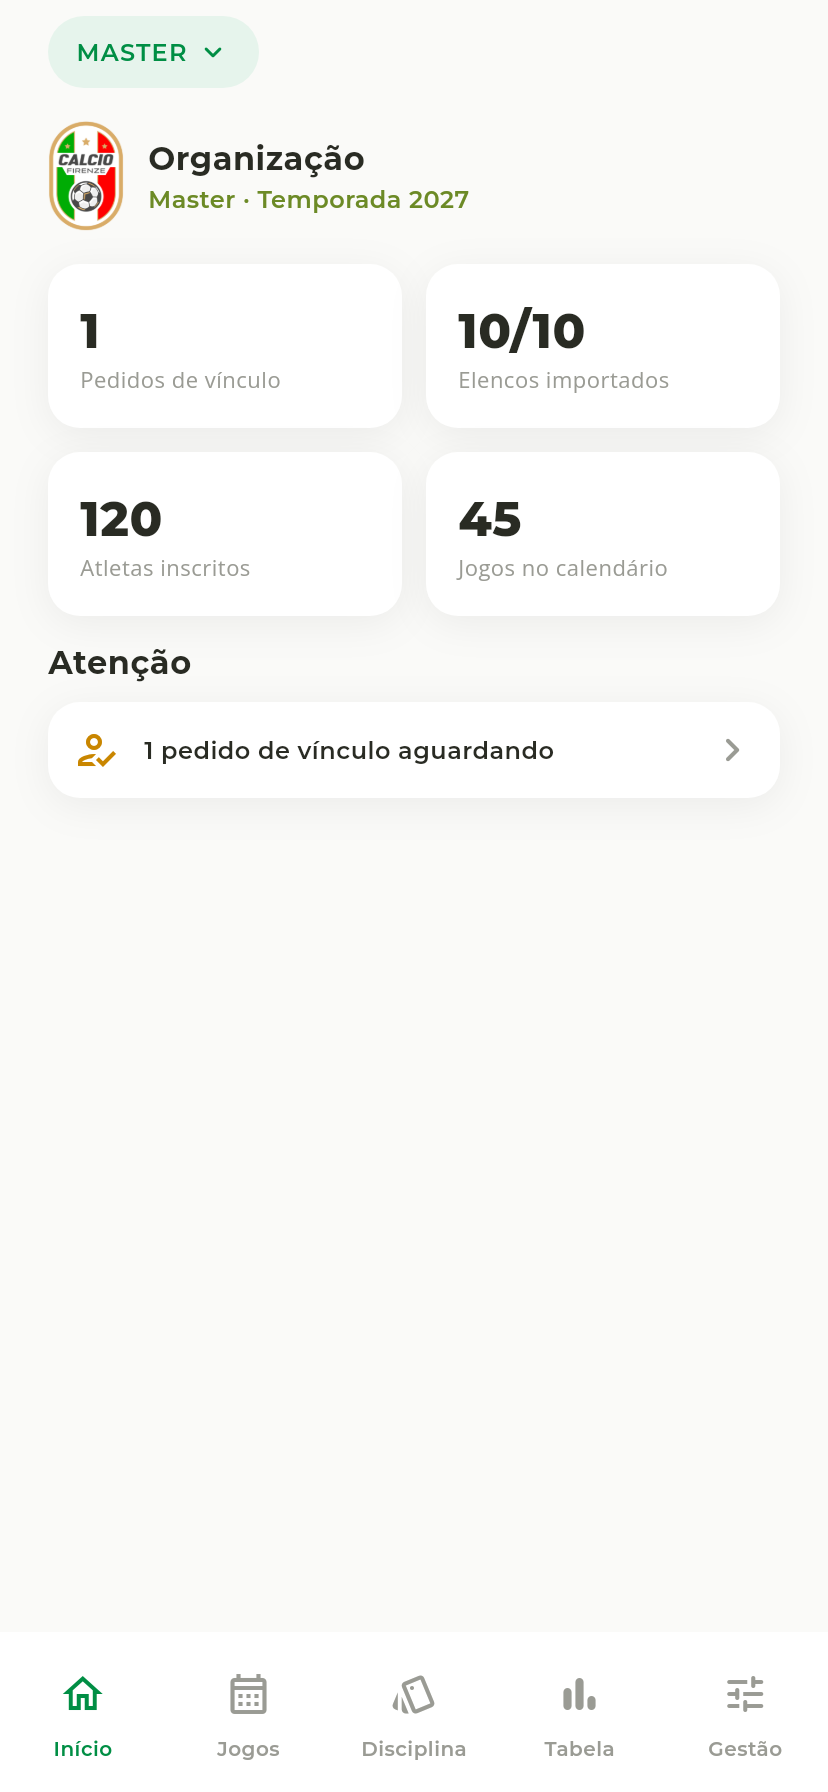 MASTER
CALCIO
FIRENZE
Organização
Master · Temporada 2027
1
Pedidos de vínculo
10/10
Elencos importados
120
Atletas inscritos
45
Jogos no calendário
Atenção
1 pedido de vínculo aguardando
Início
Jogos
Disciplina
Tabela
Gestão